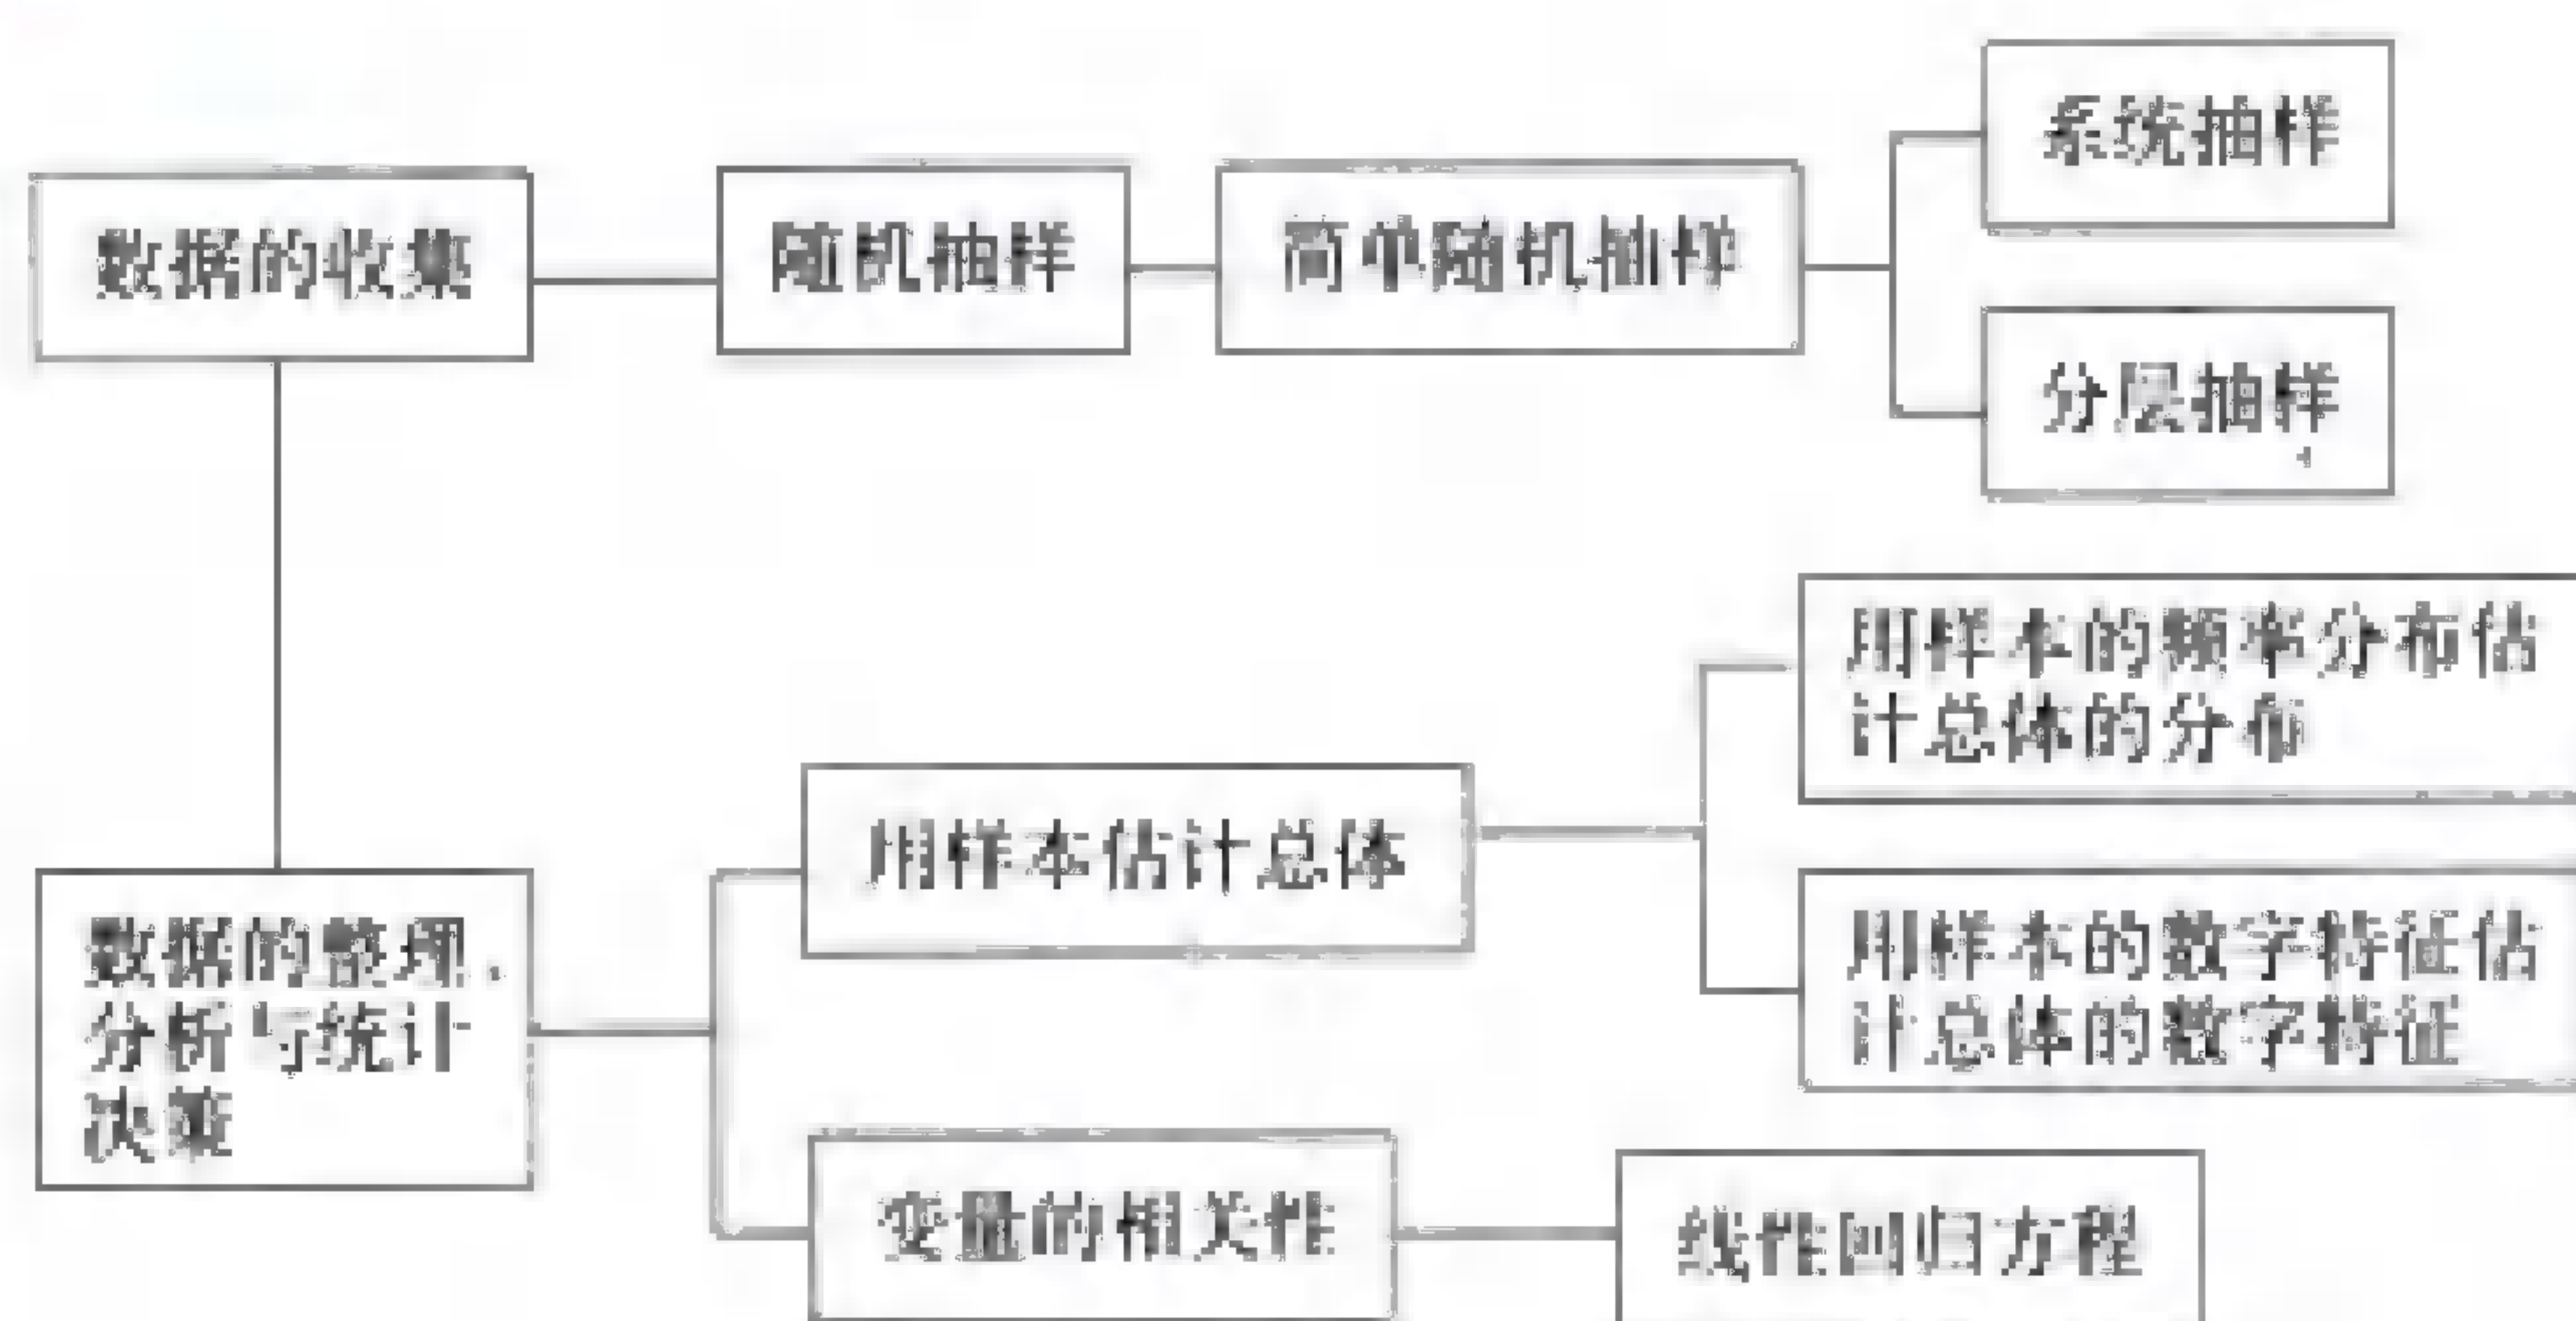 系统抽样
数据的收集
随机抽样
简单随机抽样
分层抽样
用样本的频率分布估
计总体的分布
用样本估计总体
数据的整理、
分析与统计
决策
用样本的数字特征估
计总体的数字特征
变量的相关性
线性回归方程